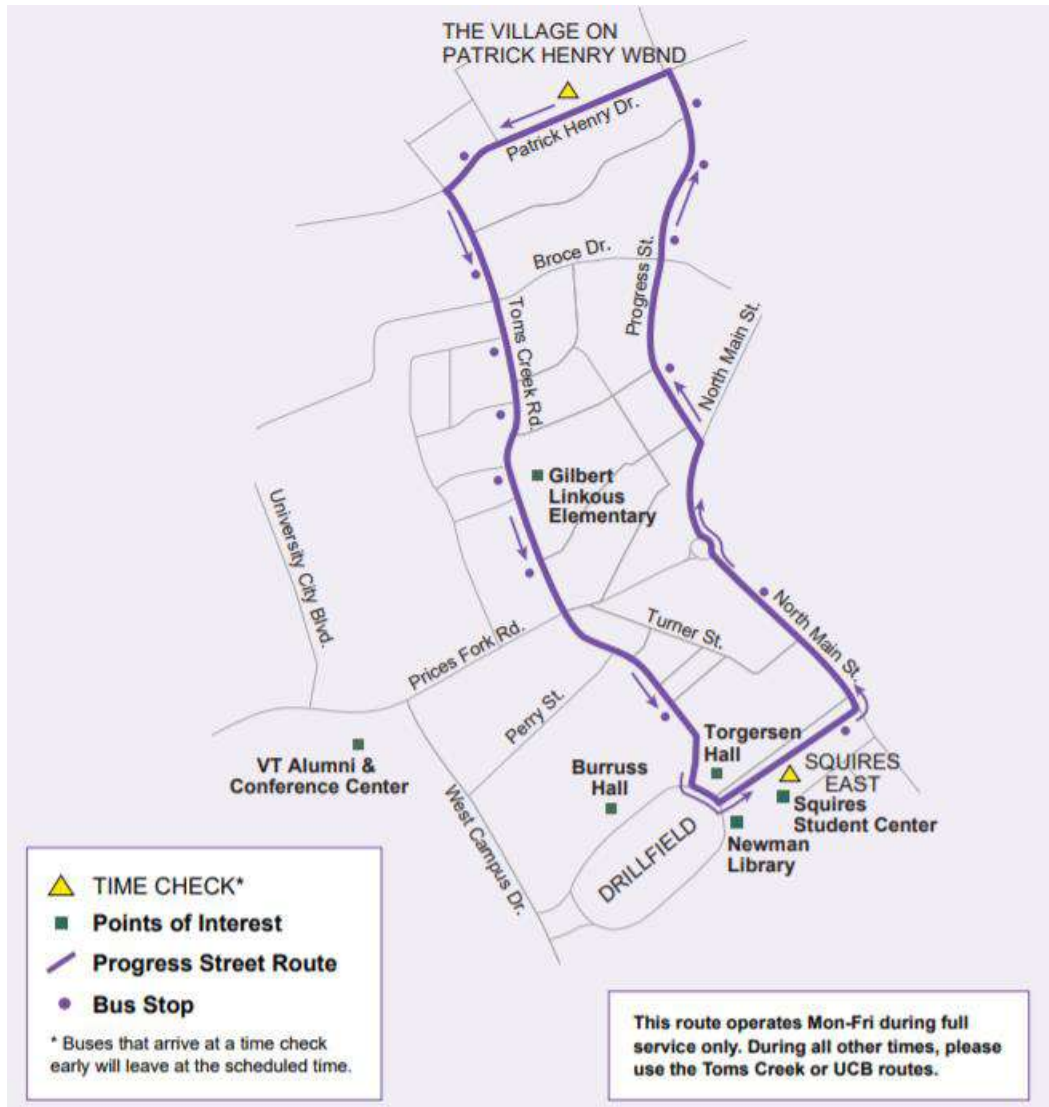 THE VILLAGE ON
PATRICK HENRY WBND
Patrick Henry Dr.
Broce Dr.
Progress St.
Toms Creek Rd.
North Main St.
Gilbert
Linkous
Elementary
University City Blvd.
North Main St.
Turner St.
Prices Fork Rd.
Perry St.
Torgersen
Hall
SQUIRES
EAST
VT Alumni &
Conference Center
Burruss
Hall
Squires
Student Center
West Campus Dr.
DRILLFIELD
Newman
Library
TIME CHECK*
Points of Interest
Progress Street Route
Bus Stop
* Buses that arrive at a time check
early will leave at the scheduled time.
This route operates Mon-Fri during full
service only. During all other times, please
use the Toms Creek or UCB routes.